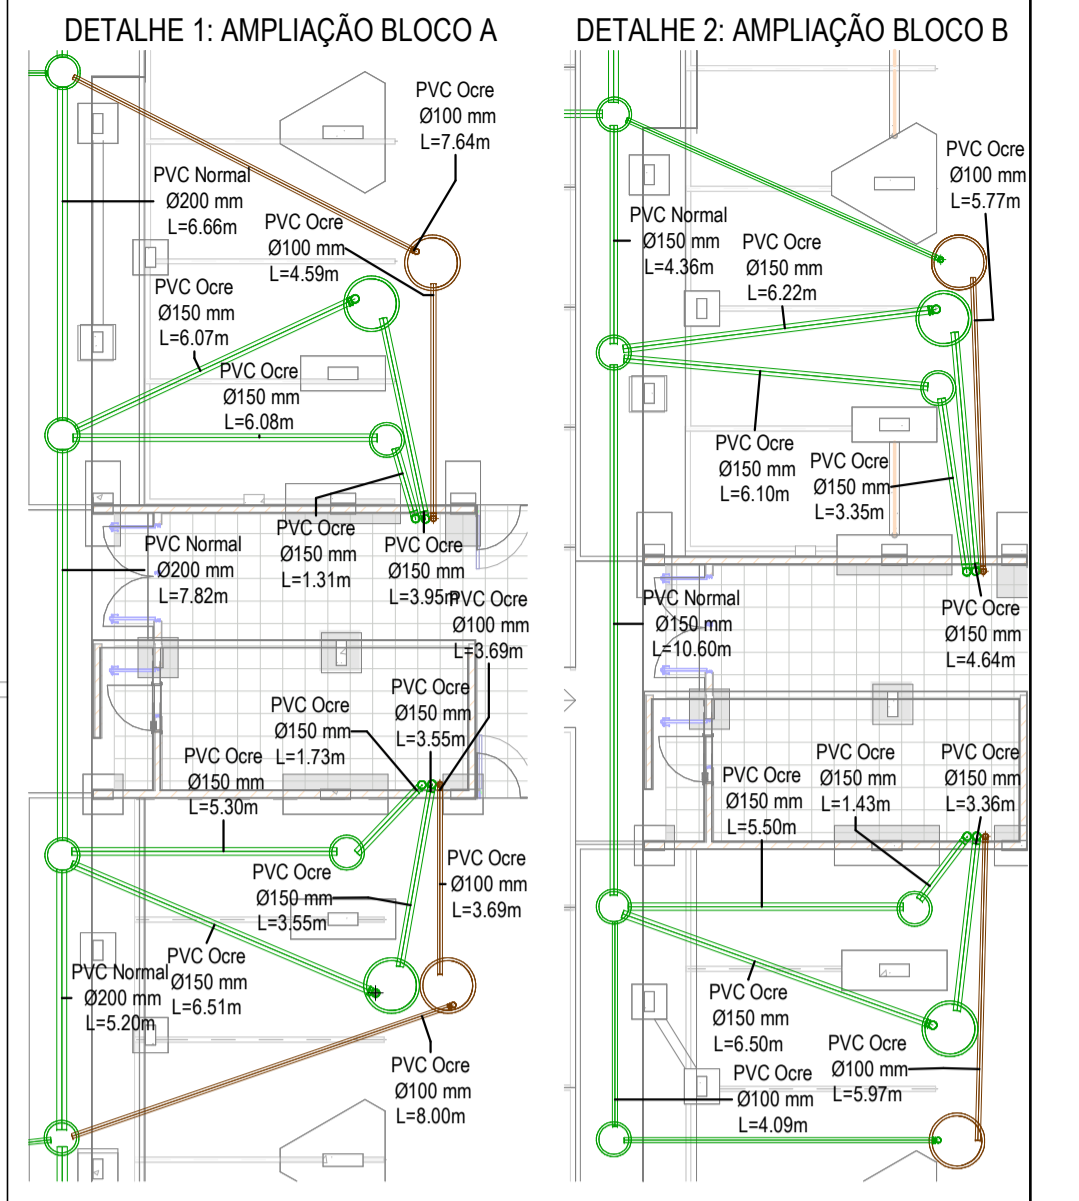 DETALHE 1: AMPLIAÇÃO BLOCO A
PVC Ocre
Ø100 mm
L=7.64m
PVC Normal
Ø200 mm
L=6.66m
PVC Ocre
Ø100 mm
L=4.59m
PVC Ocre
Ø150 mm
L=6.07m
PVC Ocre
Ø150 mm
L=6.08m
PVC Ocre
Ø150 mm
L=1.31m
PVC Ocre
Ø150 mm
L=3.95m
PVC Normal
Ø200 mm
L=7.82m
PVC Ocre
Ø100 mm
L=3.69m
PVC Ocre
Ø150 mm
L=3.55m
PVC Ocre
Ø150 mm
L=1.73m
PVC Ocre
Ø150 mm
L=5.30m
PVC Ocre
Ø150 mm
L=3.55m
PVC Ocre
Ø100 mm
L=3.69m
PVC Normal
Ø200 mm
L=5.20m
PVC Ocre
Ø150 mm
L=6.51m
PVC Ocre
Ø100 mm
L=8.00m
DETALHE 2: AMPLIAÇÃO BLOCO B
PVC Ocre
Ø100 mm
L=5.77m
PVC Normal
Ø150 mm
L=4.36m
PVC Ocre
Ø150 mm
L=6.22m
PVC Ocre
Ø150 mm
L=6.10m
PVC Ocre
Ø150 mm
L=3.35m
PVC Normal
Ø150 mm
L=10.60m
PVC Ocre
Ø150 mm
L=4.64m
PVC Ocre
Ø150 mm
L=5.50m
PVC Ocre
Ø150 mm
L=1.43m
PVC Ocre
Ø150 mm
L=3.36m
PVC Ocre
Ø150 mm
L=6.50m
PVC Ocre
Ø100 mm
L=5.97m
PVC Ocre
Ø100 mm
L=4.09m